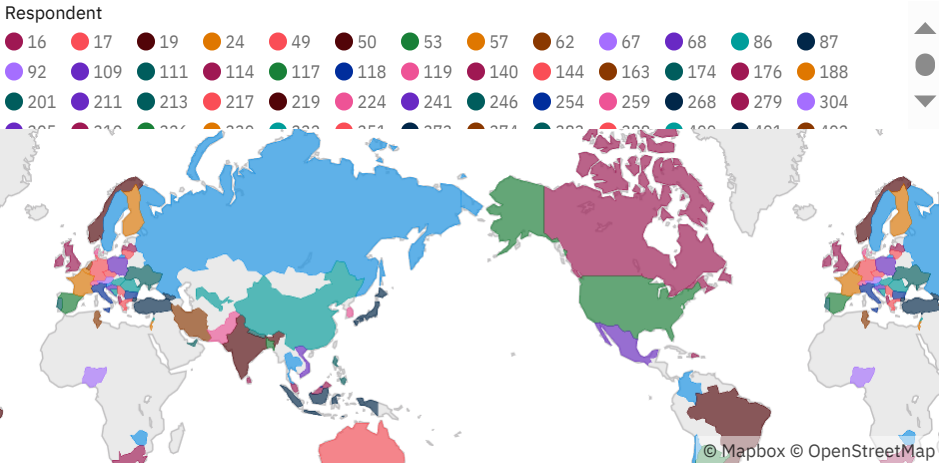 Respondent
16 17 19 24 49 50 53 57 62 67 68 86 87
92 109 111 114 117 118 119 140 144 163 174 176 188
201 211 213 217 219 224 241 246 254 259 268 279 304
© Mapbox © OpenStreetMap